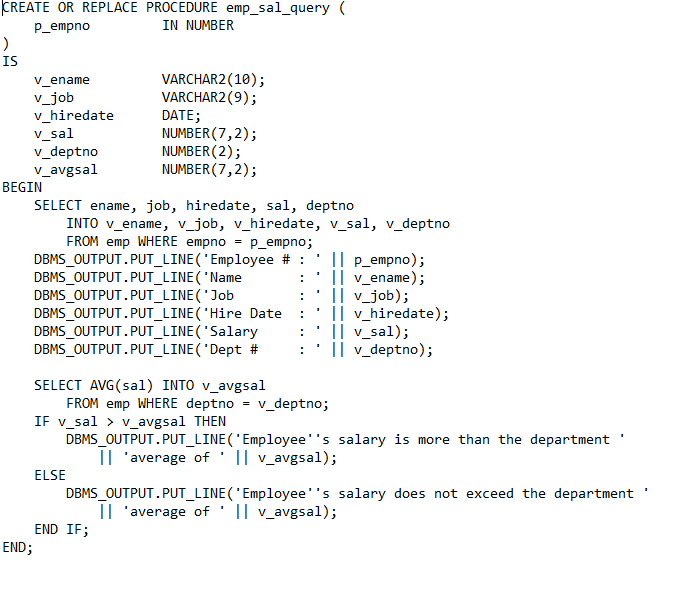 CREATE OR REPLACE PROCEDURE emp_sal_query (
    p_empno         IN NUMBER
)
IS
    v_ename         VARCHAR2(10);
    v_job           VARCHAR2(9);
    v_hiredate      DATE;
    v_sal           NUMBER(7,2);
    v_deptno        NUMBER(2);
    v_avgsal        NUMBER(7,2);
BEGIN
    SELECT ename, job, hiredate, sal, deptno
        INTO v_ename, v_job, v_hiredate, v_sal, v_deptno
        FROM emp WHERE empno = p_empno;
    DBMS_OUTPUT.PUT_LINE('Employee # : ' || p_empno);
    DBMS_OUTPUT.PUT_LINE('Name       : ' || v_ename);
    DBMS_OUTPUT.PUT_LINE('Job        : ' || v_job);
    DBMS_OUTPUT.PUT_LINE('Hire Date  : ' || v_hiredate);
    DBMS_OUTPUT.PUT_LINE('Salary     : ' || v_sal);
    DBMS_OUTPUT.PUT_LINE('Dept #     : ' || v_deptno);

    SELECT AVG(sal) INTO v_avgsal
        FROM emp WHERE deptno = v_deptno;
    IF v_sal > v_avgsal THEN
        DBMS_OUTPUT.PUT_LINE('Employee''s salary is more than the department '
            || 'average of ' || v_avgsal);
    ELSE
        DBMS_OUTPUT.PUT_LINE('Employee''s salary does not exceed the department '
            || 'average of ' || v_avgsal);
    END IF;
END;